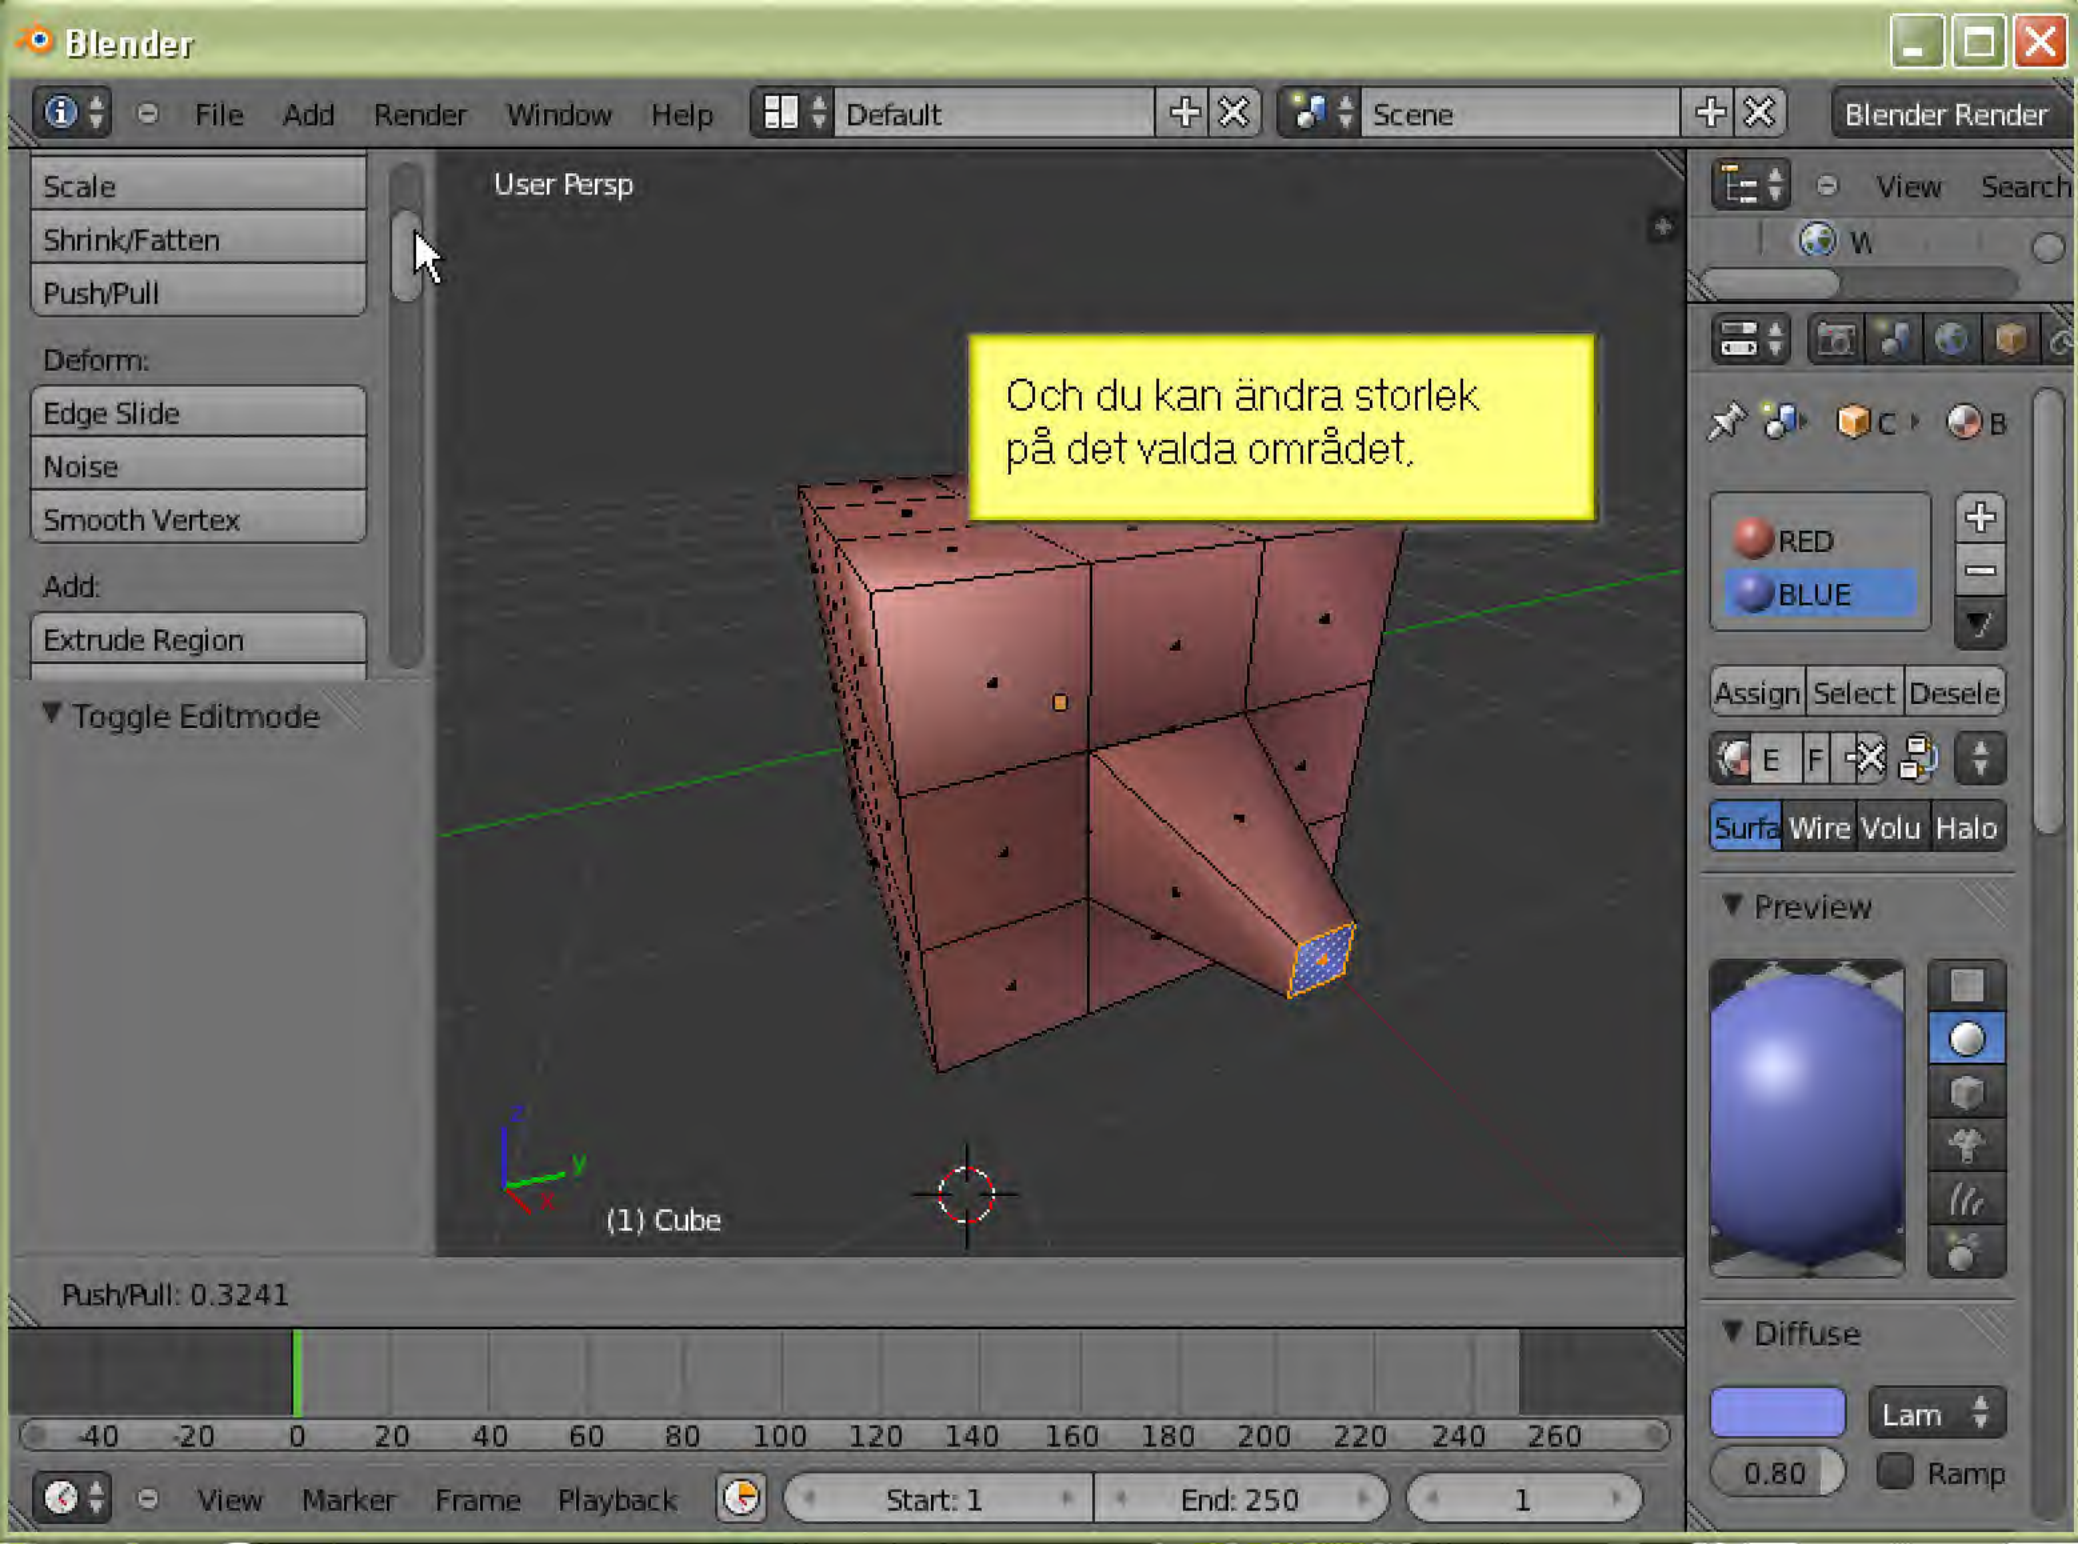 Blender
File Add Render Window Help Default Scene Blender Render
Scale
Shrink/Fatten
Push/Pull
Deform:
Edge Slide
Noise
Smooth Vertex
Add:
Extrude Region
Toggle Editmode
User Persp
Och du kan ändra storlek
på det valda området.
z
y
x
(1) Cube
Push/Pull: 0.3241
View Search
W
C B
RED
BLUE
Assign Select Desele
E F
Surfa Wire Volu Halo
Preview
Diffuse
Lam
0.80 Ramp
-40 -20 0 20 40 60 80 100 120 140 160 180 200 220 240 260
View Marker Frame Playback Start: 1 End: 250 1